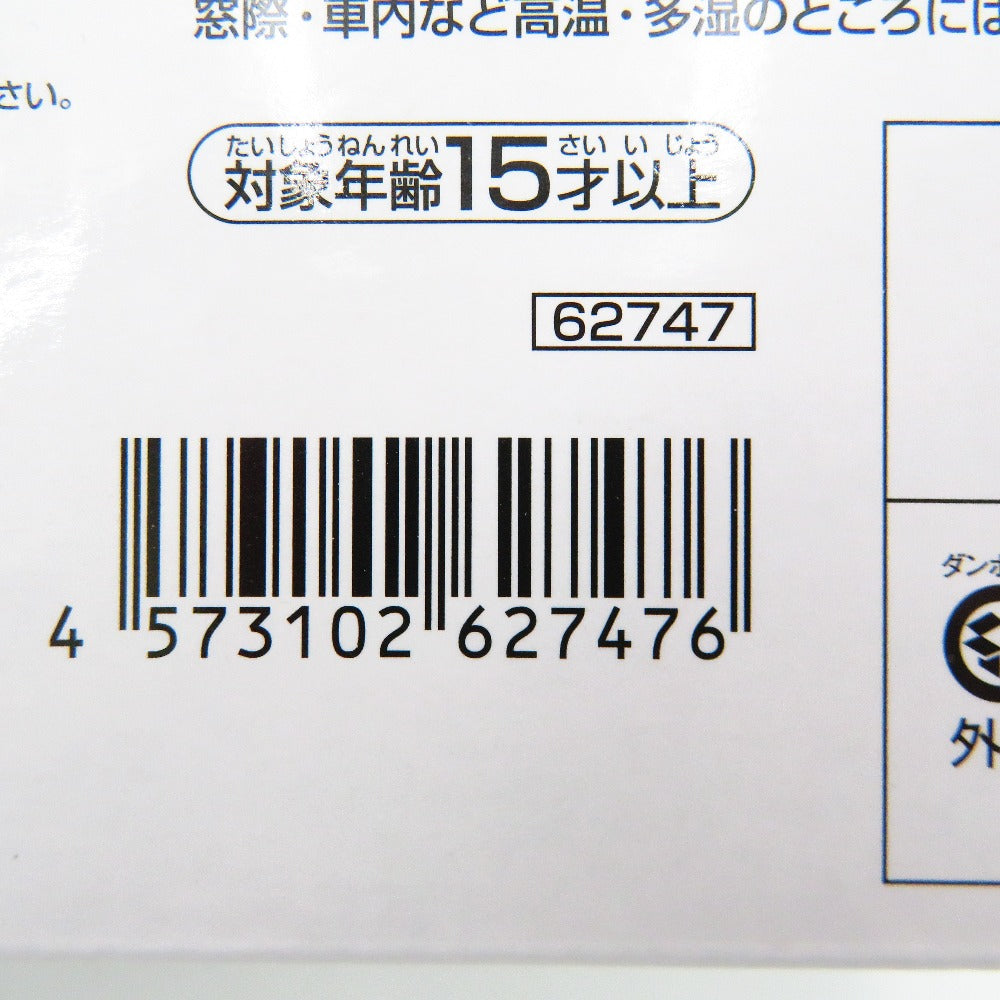 窓際・車内など高温・多湿のところには
さい。
たいしょうねんれい さい い じょう
対象年齢15才以上
62747
4 573102 627476
ダンボ
外